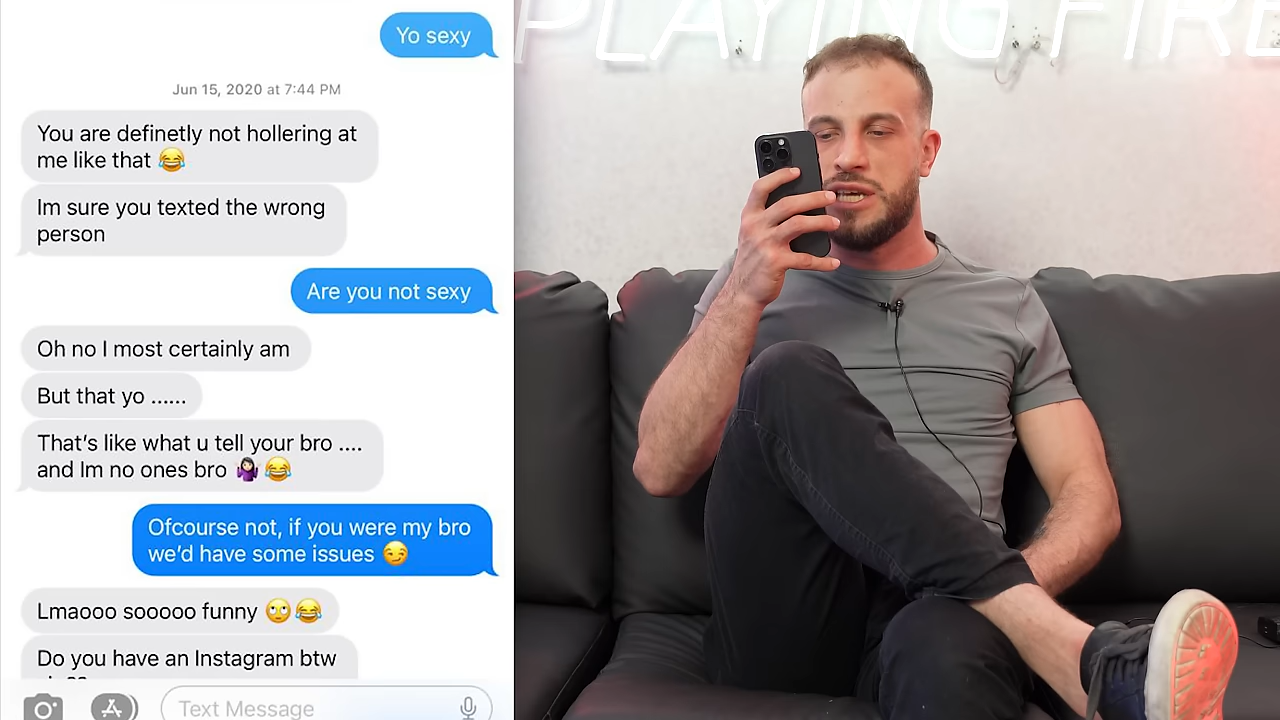 Yo sexy
Jun 15, 2020 at 7:44 PM
You are definetly not hollering at
me like that 😂
Im sure you texted the wrong
person
Are you not sexy
Oh no I most certainly am
But that yo ......
That's like what u tell your bro ....
and Im no ones bro 🤷🏻‍♀️😂
Ofcourse not, if you were my bro
we'd have some issues 😏
Lmaooo sooooo funny 🙄😂
Do you have an Instagram btw
Text Message
PLAYING FIRE